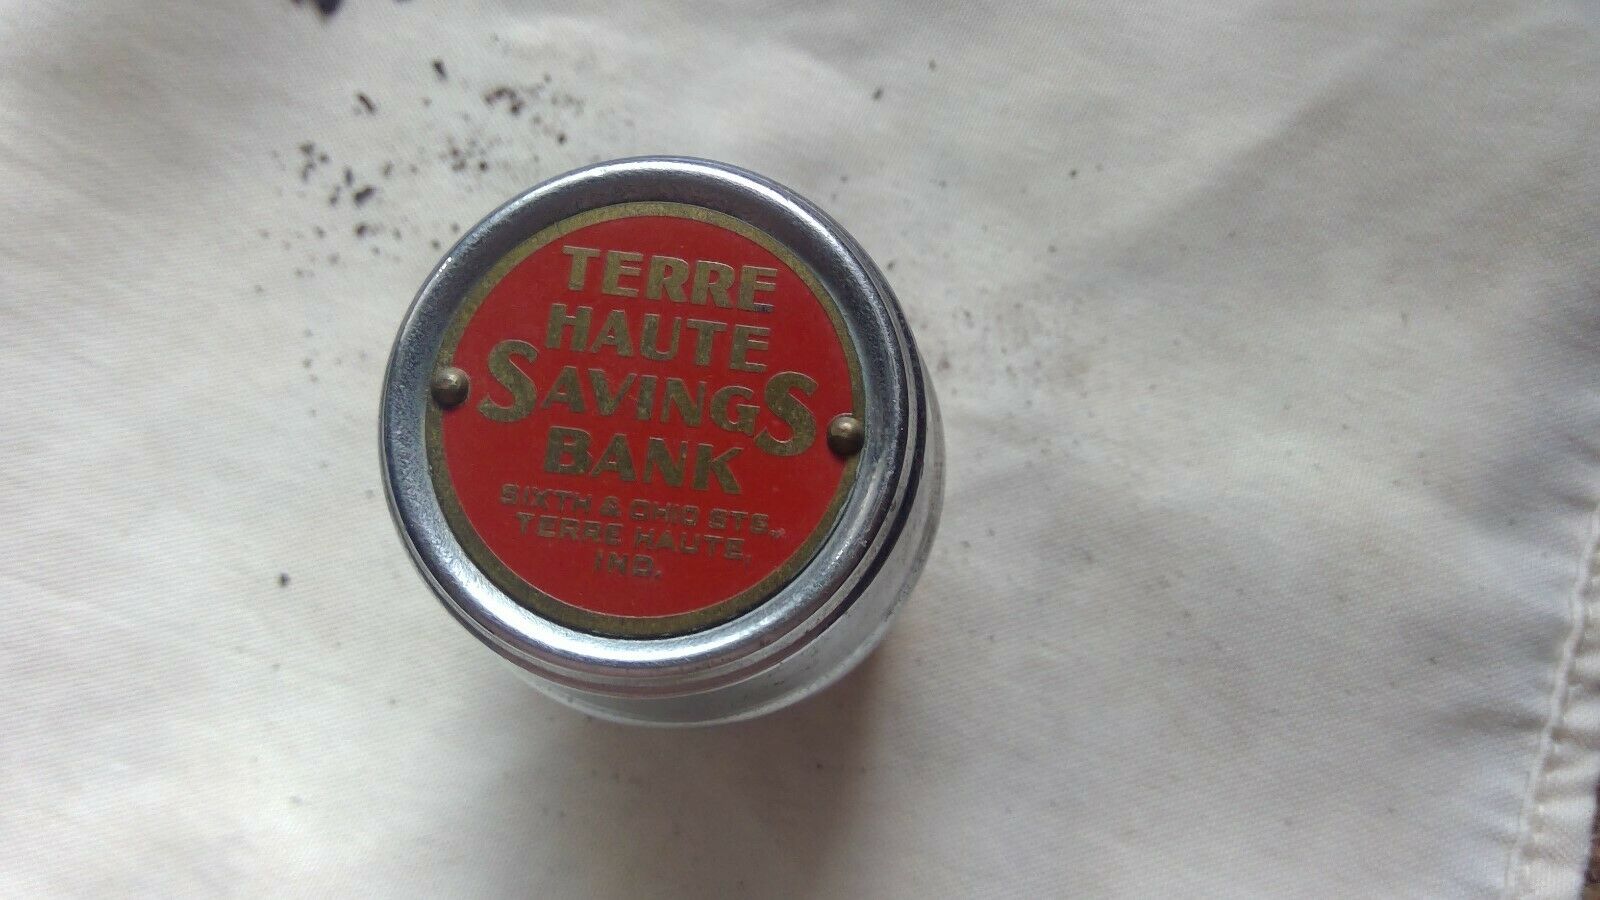 TERRE
HAUTE
SAVINGS
BANK
SIXTH & OHIO STS.,
TERRE HAUTE,
IND.